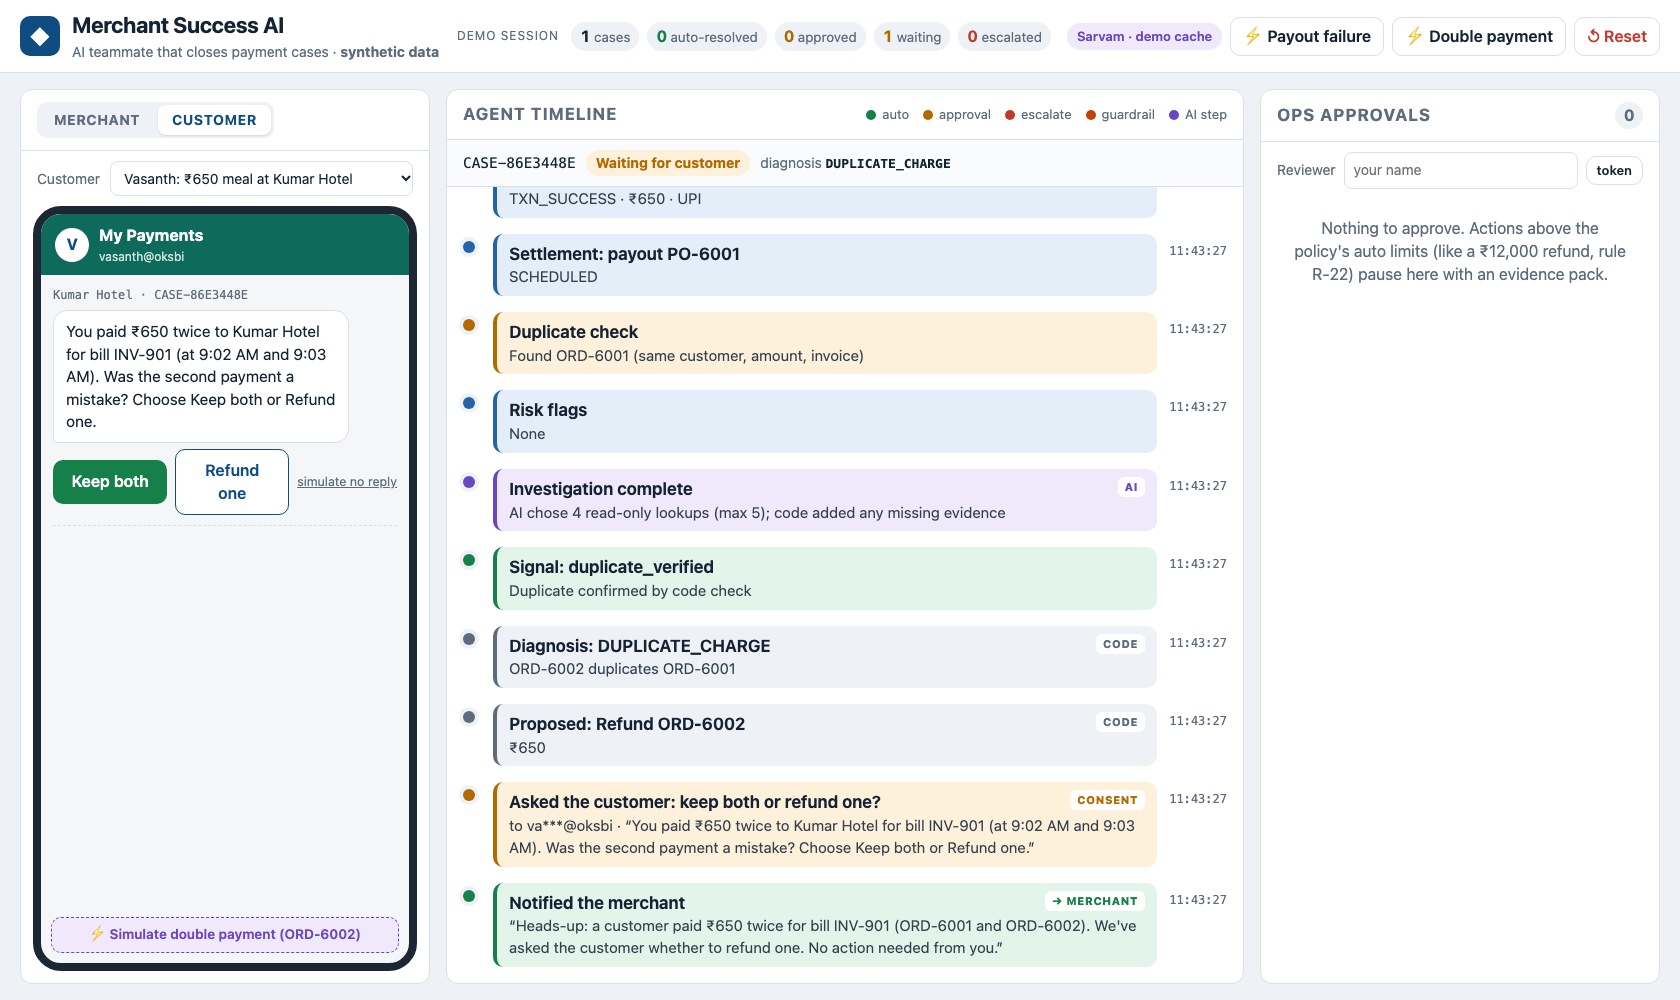 Merchant Success AI
AI teammate that closes payment cases · synthetic data
DEMO SESSION
1 cases
0 auto-resolved
0 approved
1 waiting
0 escalated
Sarvam · demo cache
⚡ Payout failure
⚡ Double payment
↺ Reset
MERCHANT
CUSTOMER
Customer
Vasanth: ₹650 meal at Kumar Hotel
V
My Payments
vasanth@oksbi
Kumar Hotel · CASE-86E3448E
You paid ₹650 twice to Kumar Hotel
for bill INV-901 (at 9:02 AM and 9:03
AM). Was the second payment a
mistake? Choose Keep both or Refund
one.
Keep both
Refund
one
simulate no reply
⚡ Simulate double payment (ORD-6002)
AGENT TIMELINE
auto
approval
escalate
guardrail
AI step
CASE-86E3448E
Waiting for customer
diagnosis DUPLICATE_CHARGE
TXN_SUCCESS · ₹650 · UPI
Settlement: payout PO-6001
11:43:27
SCHEDULED
Duplicate check
11:43:27
Found ORD-6001 (same customer, amount, invoice)
Risk flags
11:43:27
None
Investigation complete
AI
11:43:27
AI chose 4 read-only lookups (max 5); code added any missing evidence
Signal: duplicate_verified
11:43:27
Duplicate confirmed by code check
Diagnosis: DUPLICATE_CHARGE
CODE
11:43:27
ORD-6002 duplicates ORD-6001
Proposed: Refund ORD-6002
CODE
11:43:27
₹650
Asked the customer: keep both or refund one?
CONSENT
11:43:27
to va***@oksbi · “You paid ₹650 twice to Kumar Hotel for bill INV-901 (at 9:02 AM and 9:03
AM). Was the second payment a mistake? Choose Keep both or Refund one.”
Notified the merchant
→ MERCHANT
11:43:27
“Heads-up: a customer paid ₹650 twice for bill INV-901 (ORD-6001 and ORD-6002). We've
asked the customer whether to refund one. No action needed from you.”
OPS APPROVALS
0
Reviewer
your name
token
Nothing to approve. Actions above the
policy's auto limits (like a ₹12,000 refund, rule
R-22) pause here with an evidence pack.